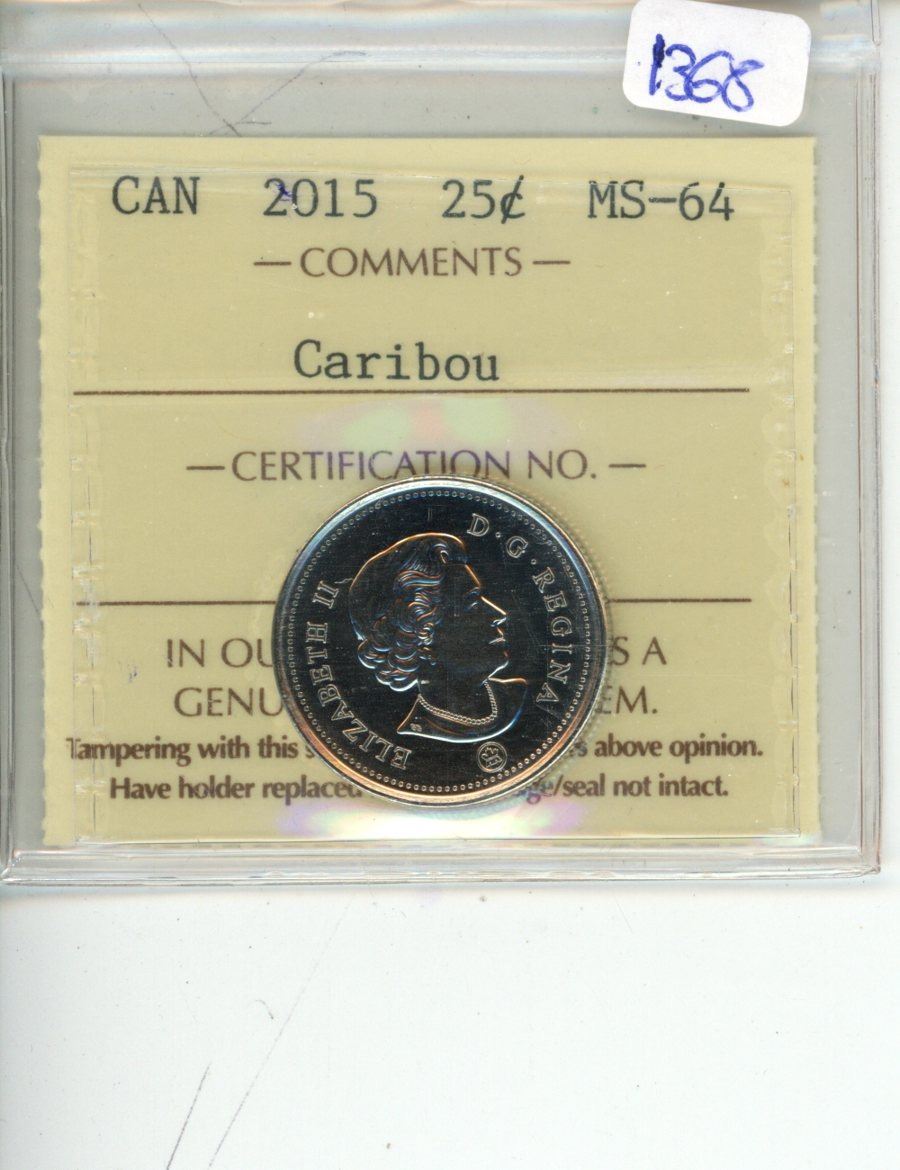 1368
CAN 2015 25¢ MS-64
— COMMENTS —
Caribou
— CERTIFICATION NO. —
IN OU S A
GENU EM.
Tampering with this s s above opinion.
Have holder replaced ge/seal not intact.
ELIZABETH II D·G·REGINA